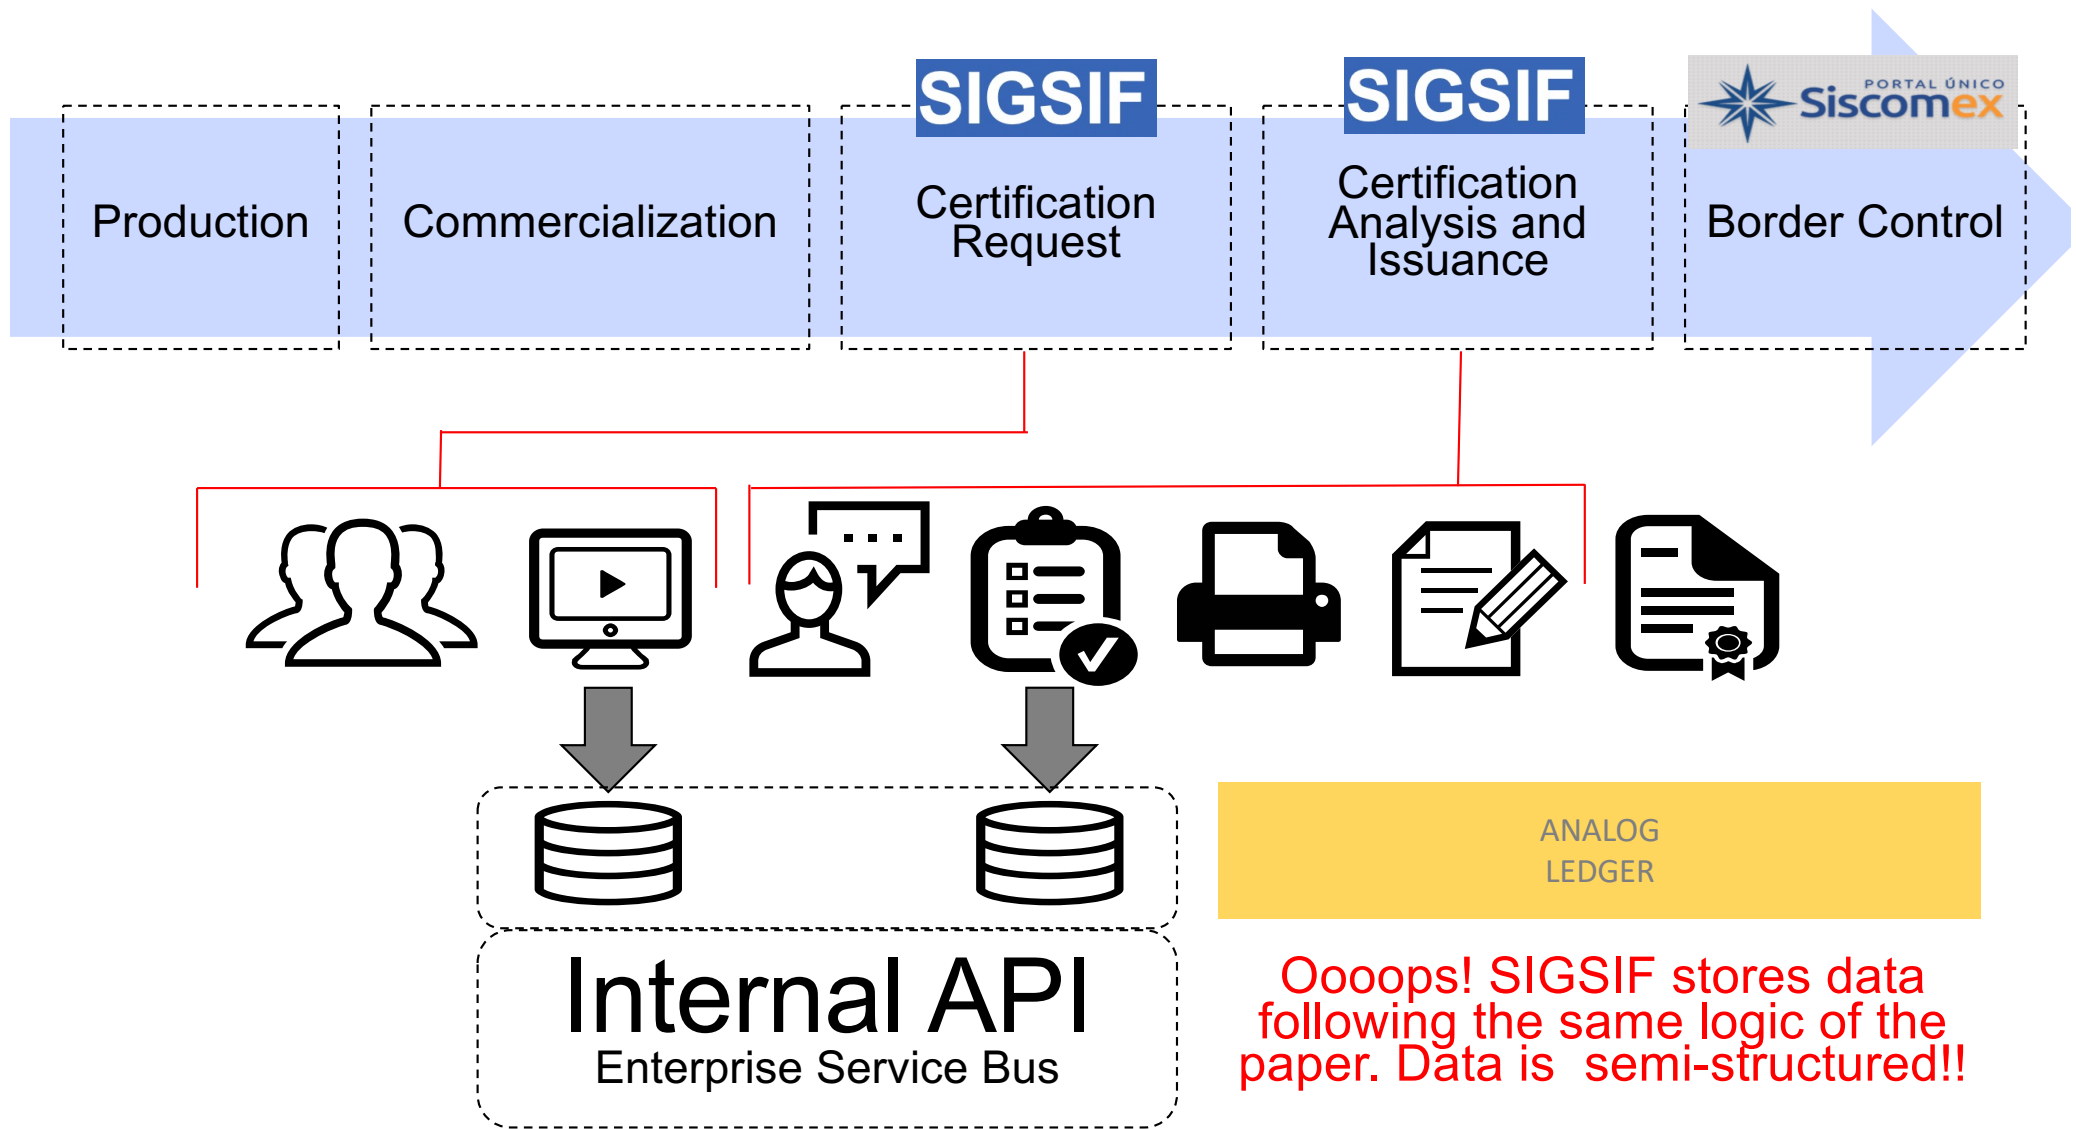 SIGSIF
SIGSIF
PORTAL ÚNICO
Siscomex
Production
Commercialization
Certification
Request
Certification
Analysis and
Issuance
Border Control
ANALOG
LEDGER
Internal API
Enterprise Service Bus
Oooops! SIGSIF stores data
following the same logic of the
paper. Data is  semi-structured!!